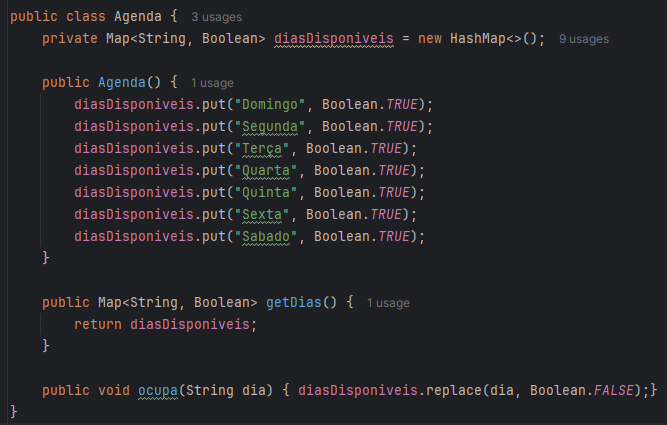 public class Agenda { 3 usages
private Map<String, Boolean> diasDisponiveis = new HashMap<>(); 9 usages
public Agenda() { 1 usage
diasDisponiveis.put("Domingo", Boolean.TRUE);
diasDisponiveis.put("Segunda", Boolean.TRUE);
diasDisponiveis.put("Terça", Boolean.TRUE);
diasDisponiveis.put("Quarta", Boolean.TRUE);
diasDisponiveis.put("Quinta", Boolean.TRUE);
diasDisponiveis.put("Sexta", Boolean.TRUE);
diasDisponiveis.put("Sabado", Boolean.TRUE);
}
public Map<String, Boolean> getDias() { 1 usage
return diasDisponiveis;
}
public void ocupa(String dia) { diasDisponiveis.replace(dia, Boolean.FALSE);}
}